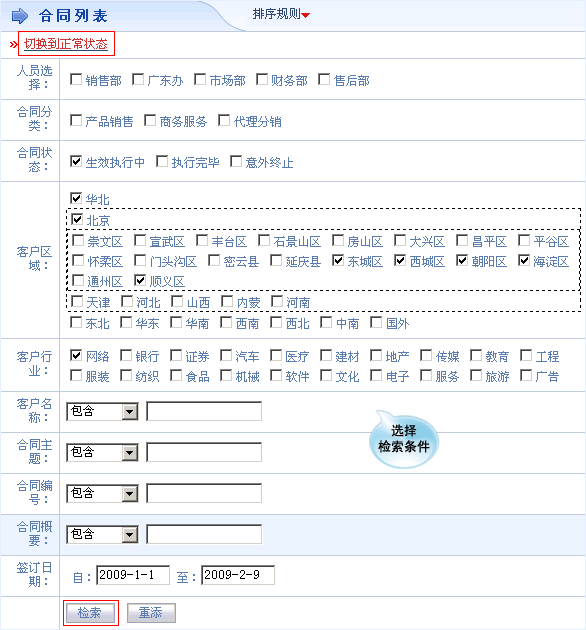 合同列表 排序规则
切换到正常状态
人员选择： 销售部 广东办 市场部 财务部 售后部
合同分类： 产品销售 商务服务 代理分销
合同状态： 生效执行中 执行完毕 意外终止
客户区域： 华北
北京
崇文区 宣武区 丰台区 石景山区 房山区 大兴区 昌平区 平谷区
怀柔区 门头沟区 密云县 延庆县 东城区 西城区 朝阳区 海淀区
通州区 顺义区
天津 河北 山西 内蒙 河南
东北 华东 华南 西南 西北 中南 国外
客户行业： 网络 银行 证券 汽车 医疗 建材 地产 传媒 教育 工程
服装 纺织 食品 机械 软件 文化 电子 服务 旅游 广告
客户名称： 包含
选择
检索条件
合同主题： 包含
合同编号： 包含
合同概要： 包含
签订日期： 自：2009-1-1 至：2009-2-9
检索 重添